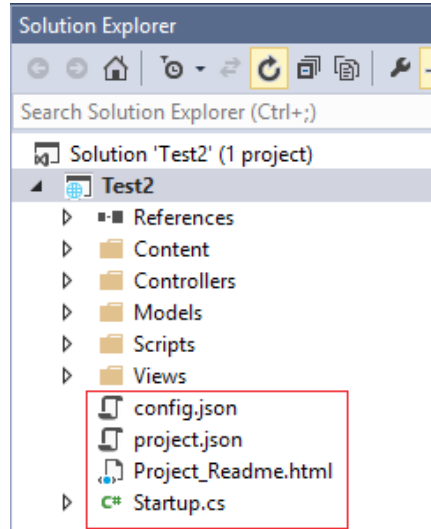 Solution Explorer
Search Solution Explorer (Ctrl+;)
Solution 'Test2' (1 project)
Test2
References
Content
Controllers
Models
Scripts
Views
config.json
project.json
Project_Readme.html
C# Startup.cs